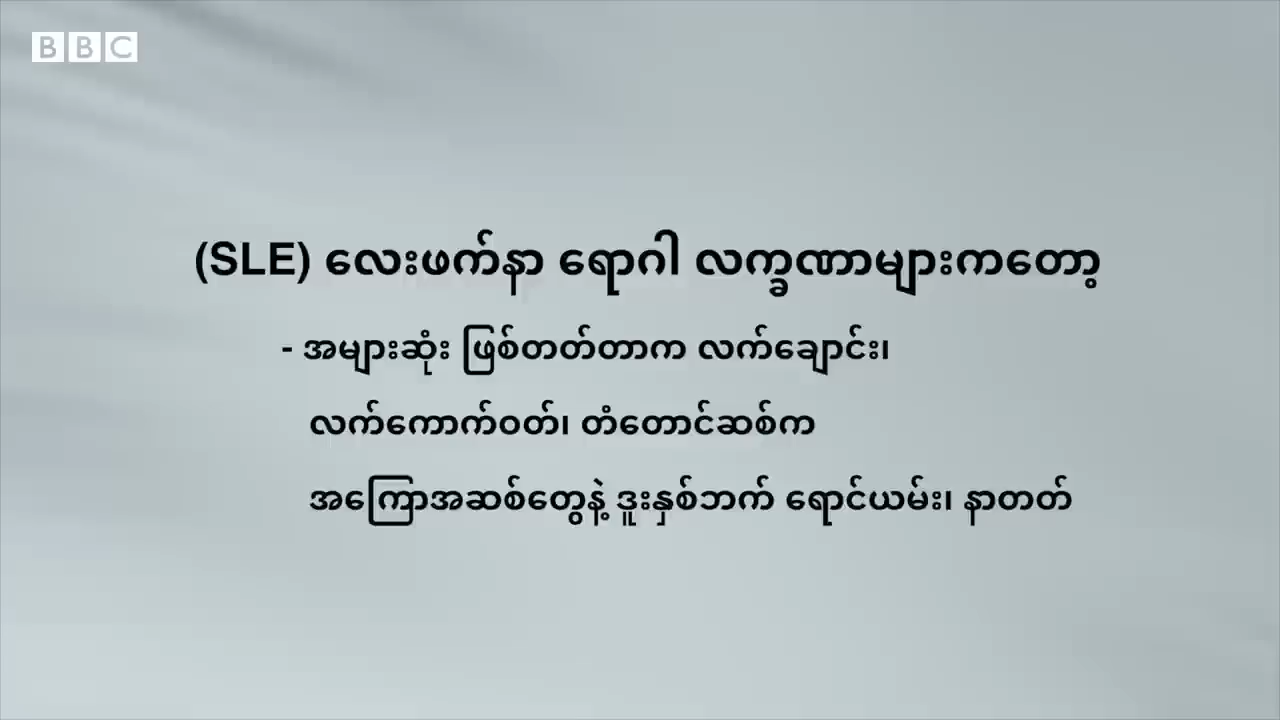 BBC
(SLE) လေးဖက်နာ ရောဂါ လက္ခဏာများကတော့
- အများဆုံး ဖြစ်တတ်တာက လက်ချောင်း၊
လက်ကောက်ဝတ်၊ တံတောင်ဆစ်က
အကြောအဆစ်တွေနဲ့ ဒူးနှစ်ဘက် ရောင်ယမ်း၊ နာတတ်